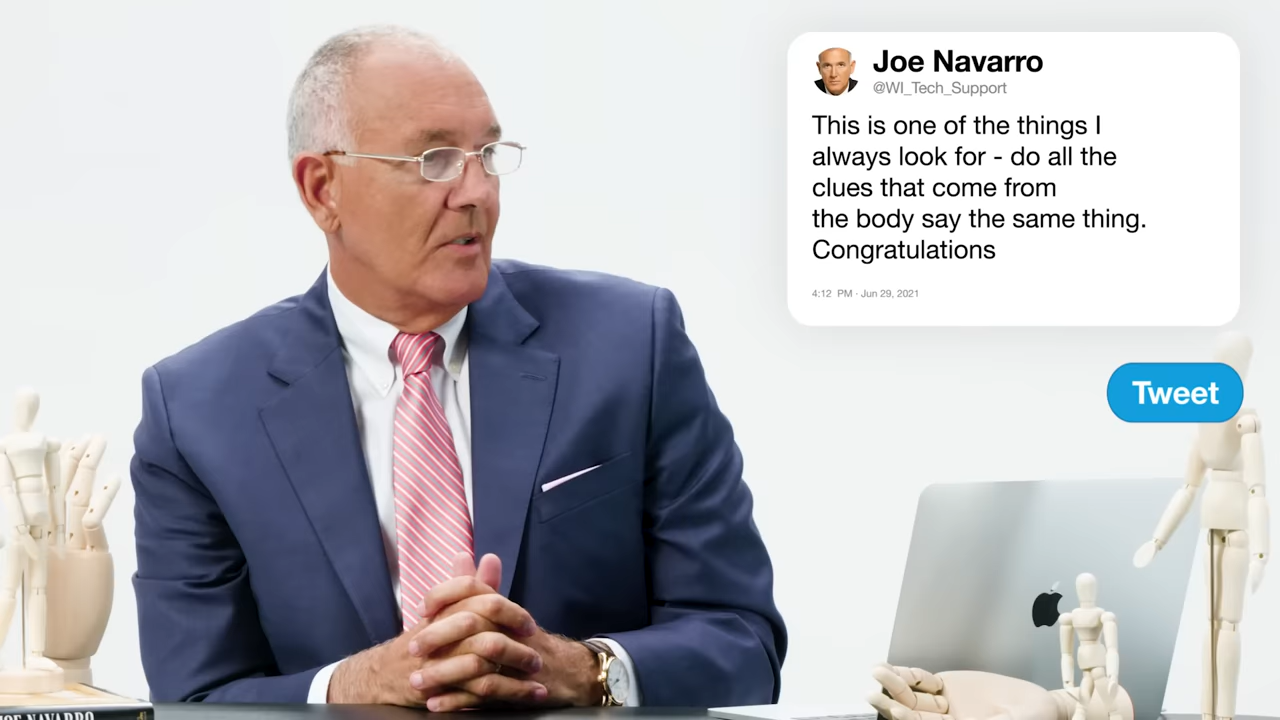 Joe Navarro
@WI_Tech_Support
This is one of the things I
always look for - do all the
clues that come from
the body say the same thing.
Congratulations
4:12 PM · Jun 29, 2021
Tweet
JOE NAVARRO